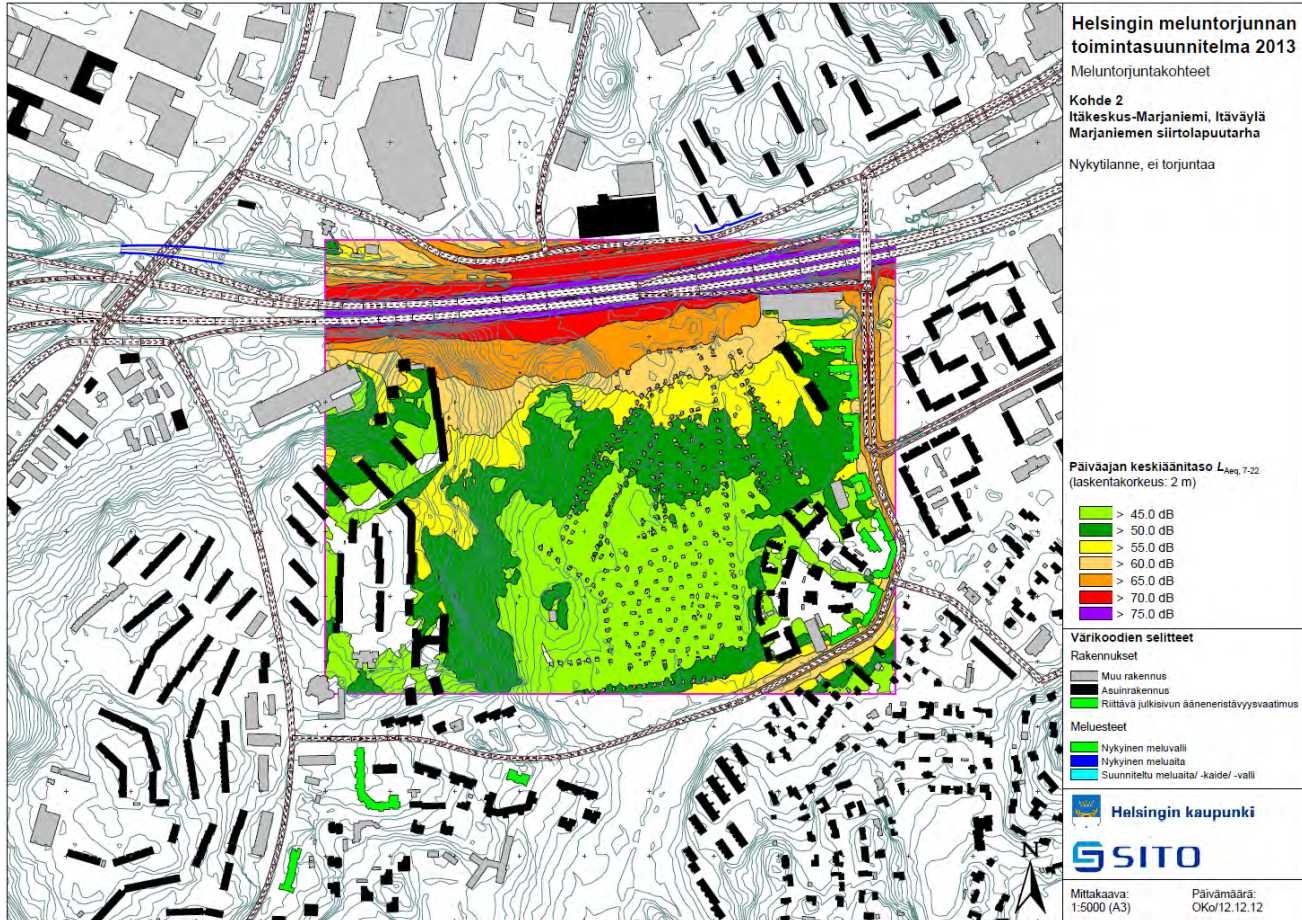 Helsingin meluntorjunnan
toimintasuunnitelma 2013
Meluntorjuntakohteet
Kohde 2
Itäkeskus-Marjaniemi, Itäväylä
Marjaniemen siirtolapuutarha
Nykytilanne, ei torjuntaa
Päiväajan keskiäänitaso LAeq, 7-22
(laskentakorkeus: 2 m)
> 45.0 dB
> 50.0 dB
> 55.0 dB
> 60.0 dB
> 65.0 dB
> 70.0 dB
> 75.0 dB
Värikoodien selitteet
Rakennukset
Muu rakennus
Asuinrakennus
Riittävä julkisivun ääneneristävyysvaatimus
Meluesteet
Nykyinen meluvalli
Nykyinen meluaita
Suunniteltu meluaita/ -kaide/ -valli
Helsingin kaupunki
SITO
N
Mittakaava:
1:5000 (A3)
Päivämäärä:
OKo/12.12.12